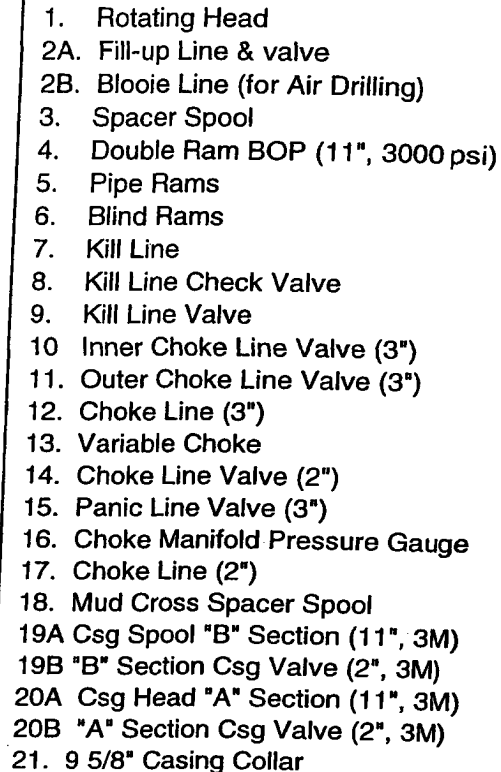 1. Rotating Head
2A. Fill-up Line & valve
2B. Blooie Line (for Air Drilling)
3. Spacer Spool
4. Double Ram BOP (11", 3000 psi)
5. Pipe Rams
6. Blind Rams
7. Kill Line
8. Kill Line Check Valve
9. Kill Line Valve
10 Inner Choke Line Valve (3")
11. Outer Choke Line Valve (3")
12. Choke Line (3")
13. Variable Choke
14. Choke Line Valve (2")
15. Panic Line Valve (3")
16. Choke Manifold Pressure Gauge
17. Choke Line (2")
18. Mud Cross Spacer Spool
19A Csg Spool "B" Section (11", 3M)
19B "B" Section Csg Valve (2", 3M)
20A Csg Head "A" Section (11", 3M)
20B "A" Section Csg Valve (2", 3M)
21. 9 5/8" Casing Collar